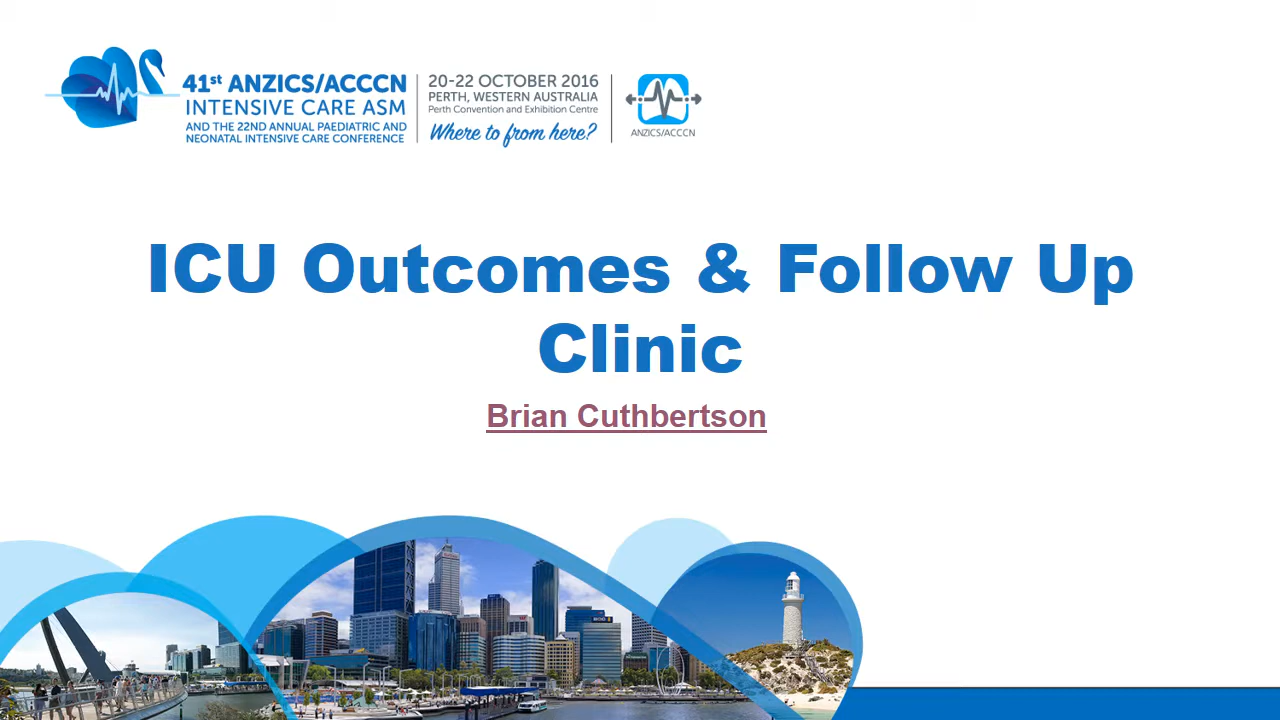 41st ANZICS/ACCCN
INTENSIVE CARE ASM
AND THE 22ND ANNUAL PAEDIATRIC AND
NEONATAL INTENSIVE CARE CONFERENCE
20-22 OCTOBER 2016
PERTH, WESTERN AUSTRALIA
Perth Convention and Exhibition Centre
Where to from here?
ANZICS/ACCCN
ICU Outcomes & Follow Up
Clinic
Brian Cuthbertson